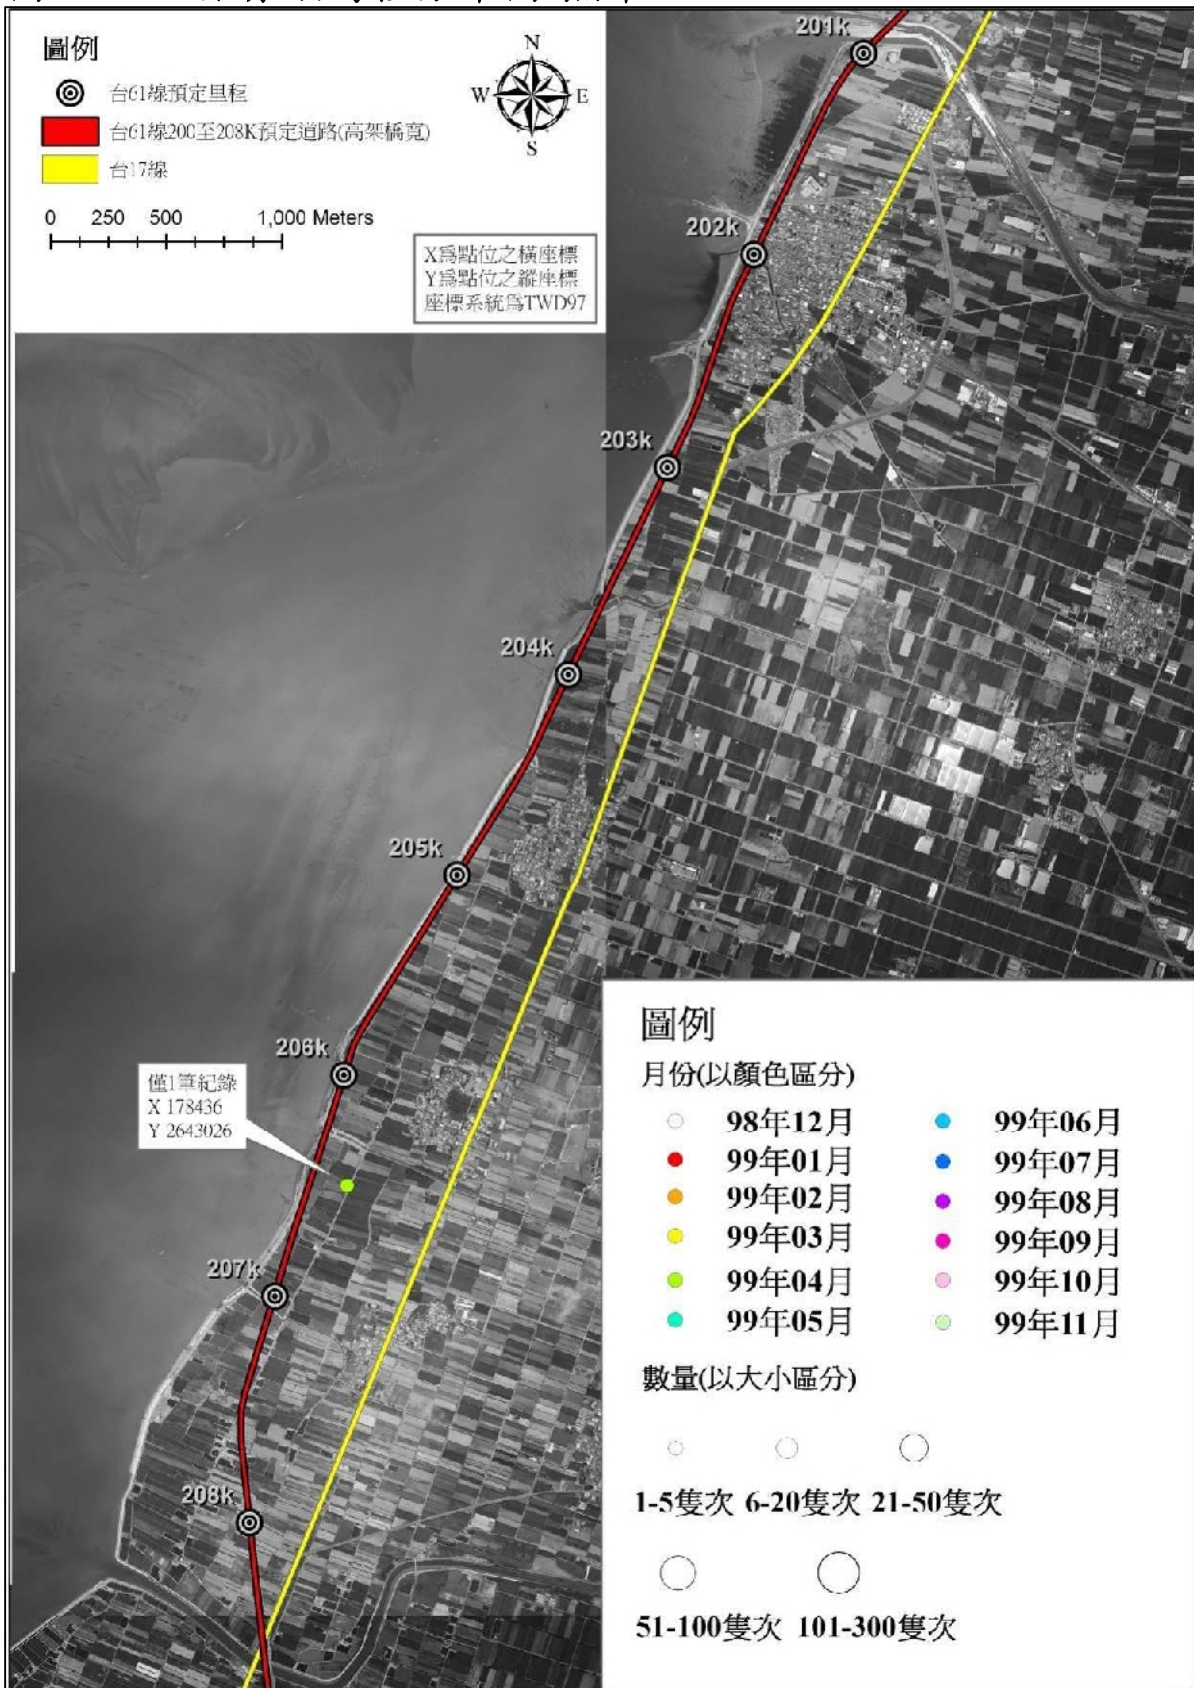 圖例
台61線預定里程
台61線200至208K預定道路(高架橋寬)
台17線
0 250 500 1,000 Meters
N
W E
S
X為點位之橫座標
Y為點位之縱座標
座標系統為TWD97
201k
202k
203k
204k
205k
206k
僅1筆紀錄
X 178436
Y 2643026
207k
208k
圖例
月份(以顏色區分)
98年12月 99年06月
99年01月 99年07月
99年02月 99年08月
99年03月 99年09月
99年04月 99年10月
99年05月 99年11月
數量(以大小區分)
1-5隻次 6-20隻次 21-50隻次
51-100隻次 101-300隻次